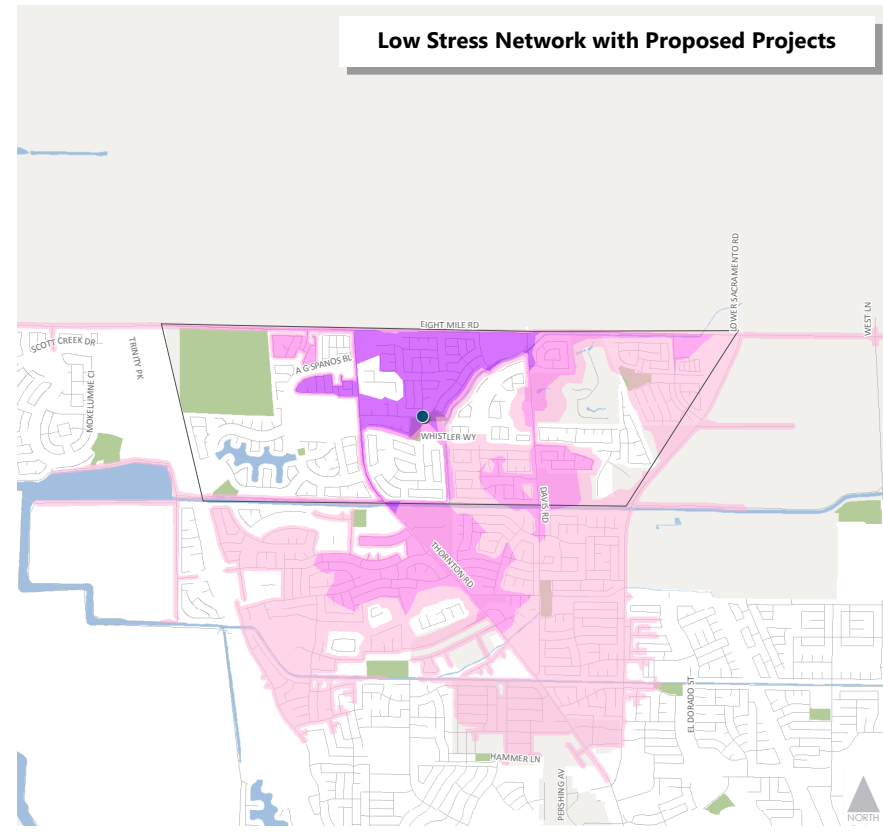 Low Stress Network with Proposed Projects
LOWER SACRAMENTO RD
WEST LN
EIGHT MILE RD
SCOTT CREEK DR
TRINITY PK
A G SPANOS BL
MOKELUMNE CI
WHISTLER WY
DAVIS RD
THORNTON RD
EL DORADO ST
HAMMER LN
PERSHING AV
NORTH